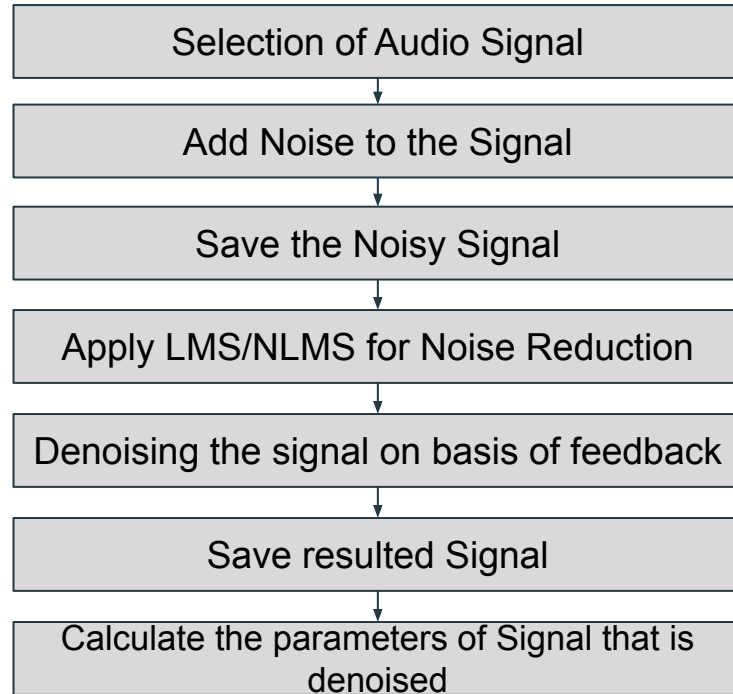 Selection of Audio Signal
Add Noise to the Signal
Save the Noisy Signal
Apply LMS/NLMS for Noise Reduction
Denoising the signal on basis of feedback
Save resulted Signal
Calculate the parameters of Signal that is
denoised